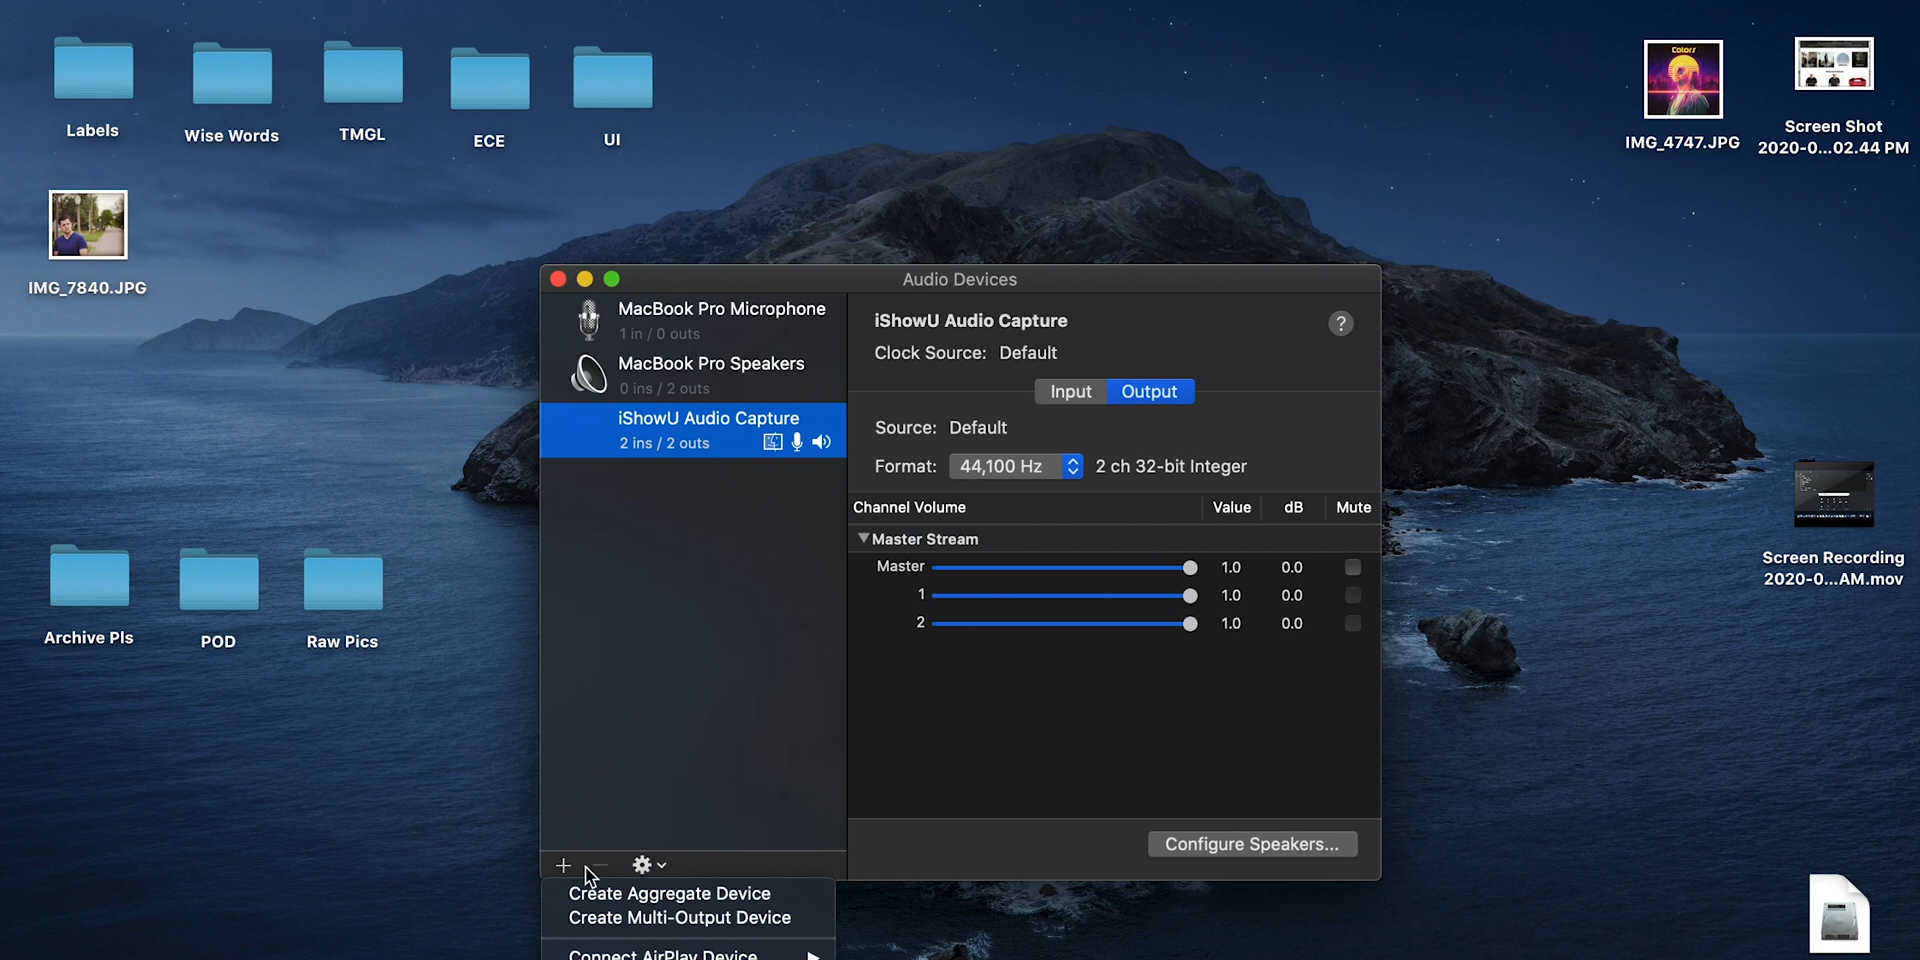 Labels
Wise Words
TMGL
ECE
UI
Colors
IMG_4747.JPG
Screen Shot
2020-0...02.44 PM
IMG_7840.JPG
Audio Devices
MacBook Pro Microphone
1 in / 0 outs
MacBook Pro Speakers
0 ins / 2 outs
iShowU Audio Capture
2 ins / 2 outs
iShowU Audio Capture
?
Clock Source: Default
Input Output
Source: Default
Format: 44,100 Hz 2 ch 32-bit Integer
Channel Volume Value dB Mute
Master Stream
Master 1.0 0.0
1 1.0 0.0
2 1.0 0.0
Configure Speakers...
Create Aggregate Device
Create Multi-Output Device
Connect AirPlay Device
Screen Recording
2020-0...AM.mov
Archive Pls
POD
Raw Pics